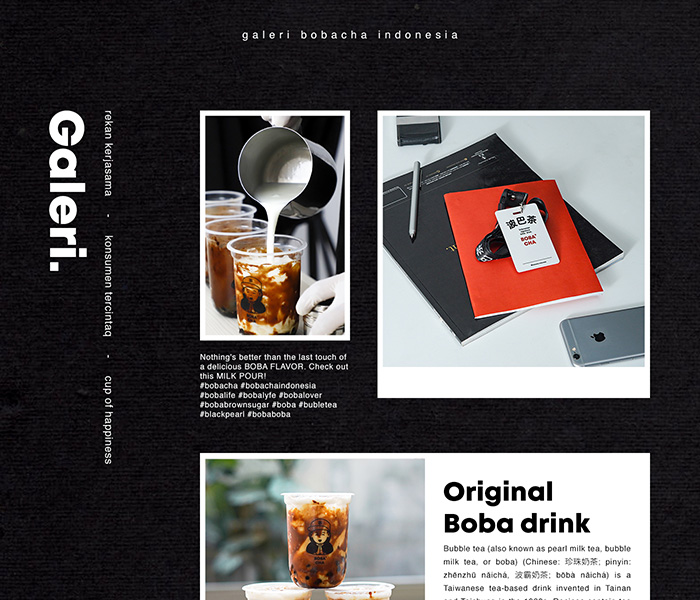 galeri bobacha indonesia
Galeri.
rekan kerjasama - konsumen tercintaq - cup of happiness
波巴茶
BOBA
CHA
Nothing's better than the last touch of
a delicious BOBA FLAVOR. Check out
this MILK POUR!
#bobacha #bobachaindonesia
#bobalife #bobalyfe #bobalover
#bobabrownsugar #boba #bubletea
#blackpearl #bobaboba
Original
Boba drink
Bubble tea (also known as pearl milk tea, bubble
milk tea, or boba) (Chinese: 珍珠奶茶; pinyin:
zhēnzhū nǎichá, 波霸奶茶; bōbà nǎichá) is a
Taiwanese tea-based drink invented in Tainan